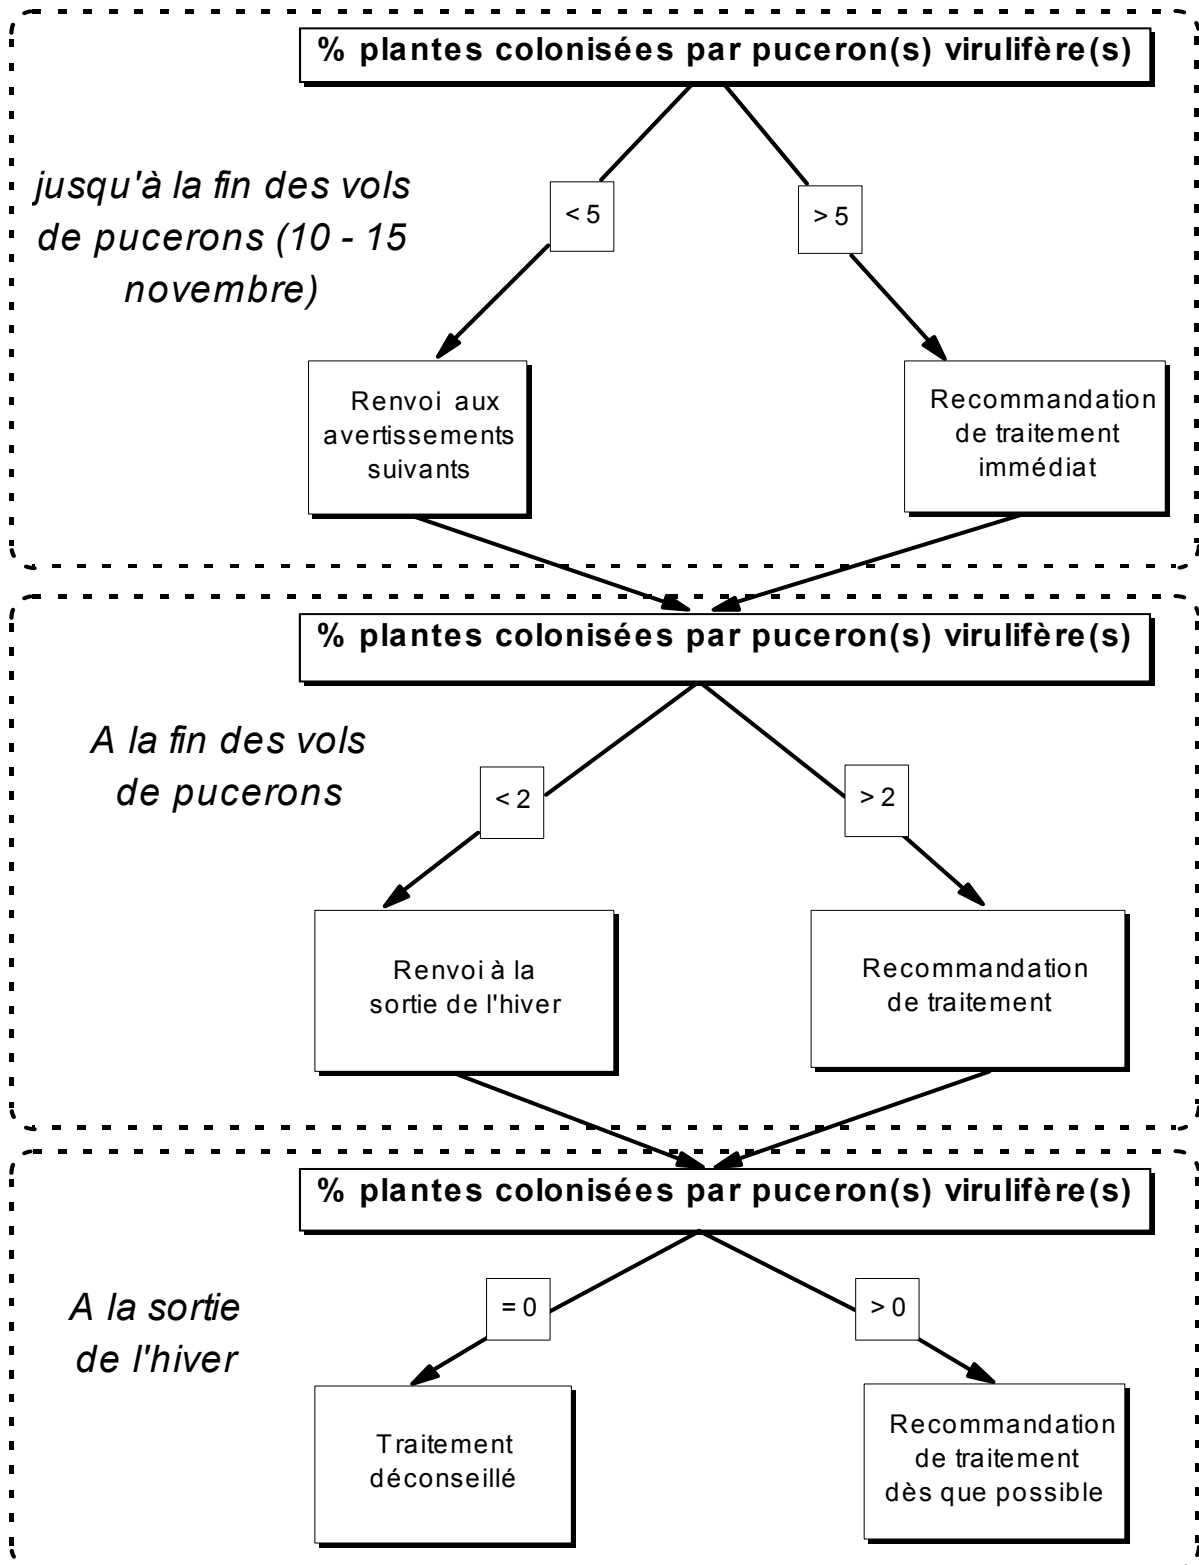 % plantes colonisées par puceron(s) virulifère(s)
jusqu'à la fin des vols
de pucerons (10 - 15
novembre)
< 5
> 5
Renvoi aux
avertissements
suivants
Recommandation
de traitement
immédiat
% plantes colonisées par puceron(s) virulifère(s)
A la fin des vols
de pucerons
< 2
> 2
Renvoi à la
sortie de l'hiver
Recommandation
de traitement
% plantes colonisées par puceron(s) virulifère(s)
A la sortie
de l'hiver
= 0
> 0
Traitement
déconseillé
Recommandation
de traitement
dès que possible